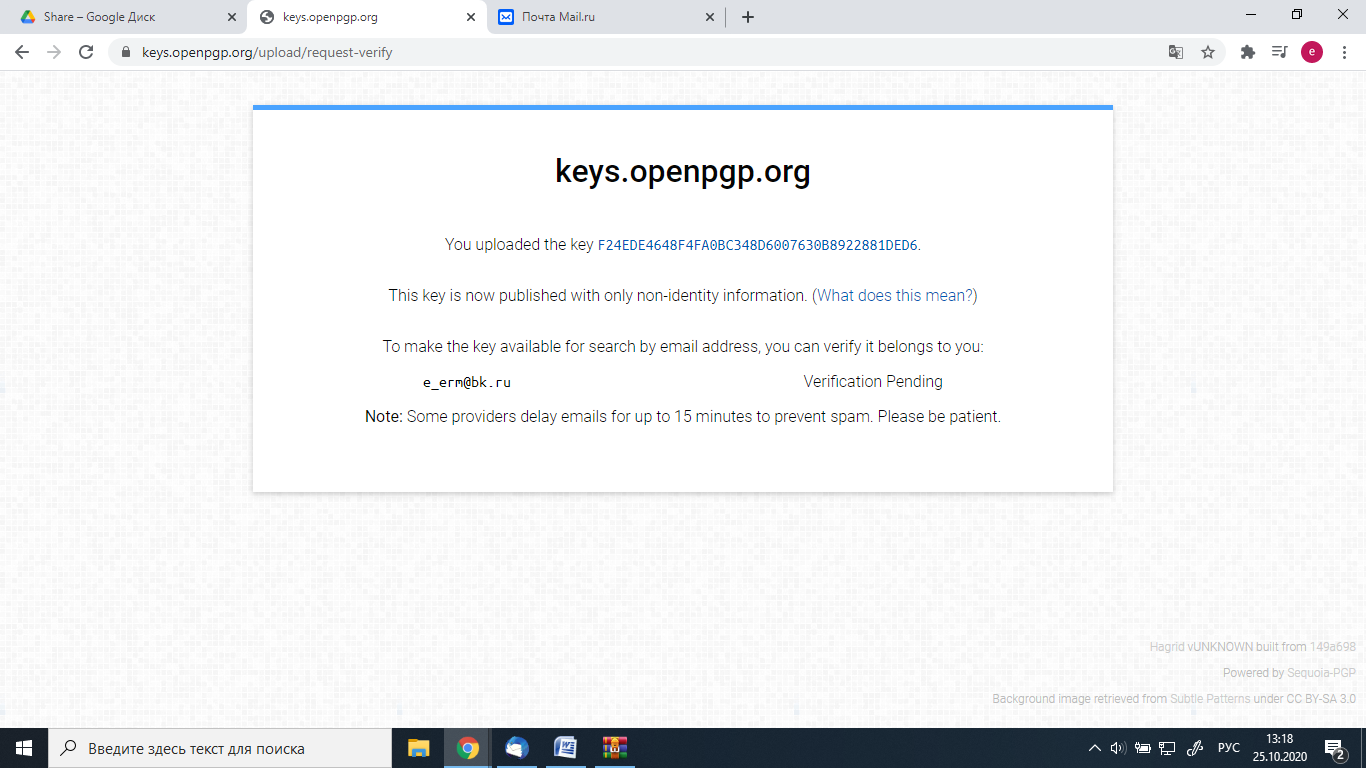 Share – Google Диск
keys.openpgp.org
Почта Mail.ru
keys.openpgp.org/upload/request-verify
e
keys.openpgp.org
You uploaded the key F24EDE4648F4FA0BC348D6007630B8922881DED6.
This key is now published with only non-identity information. (What does this mean?)
To make the key available for search by email address, you can verify it belongs to you:
e_erm@bk.ru Verification Pending
Note: Some providers delay emails for up to 15 minutes to prevent spam. Please be patient.
Hagrid vUNKNOWN built from 149a698
Powered by Sequoia-PGP
Background image retrieved from Subtle Patterns under CC BY-SA 3.0
Введите здесь текст для поиска
РУС
13:18
25.10.2020
2